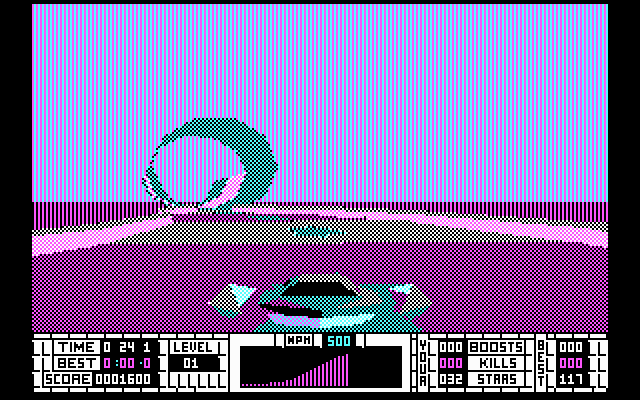 MPH 500
TIME 0 24 1
BEST 0:00·0
SCORE 0001600
LEVEL
01
YOUR
000 BOOSTS 000
000 KILLS 000
032 STARS 117
BEST